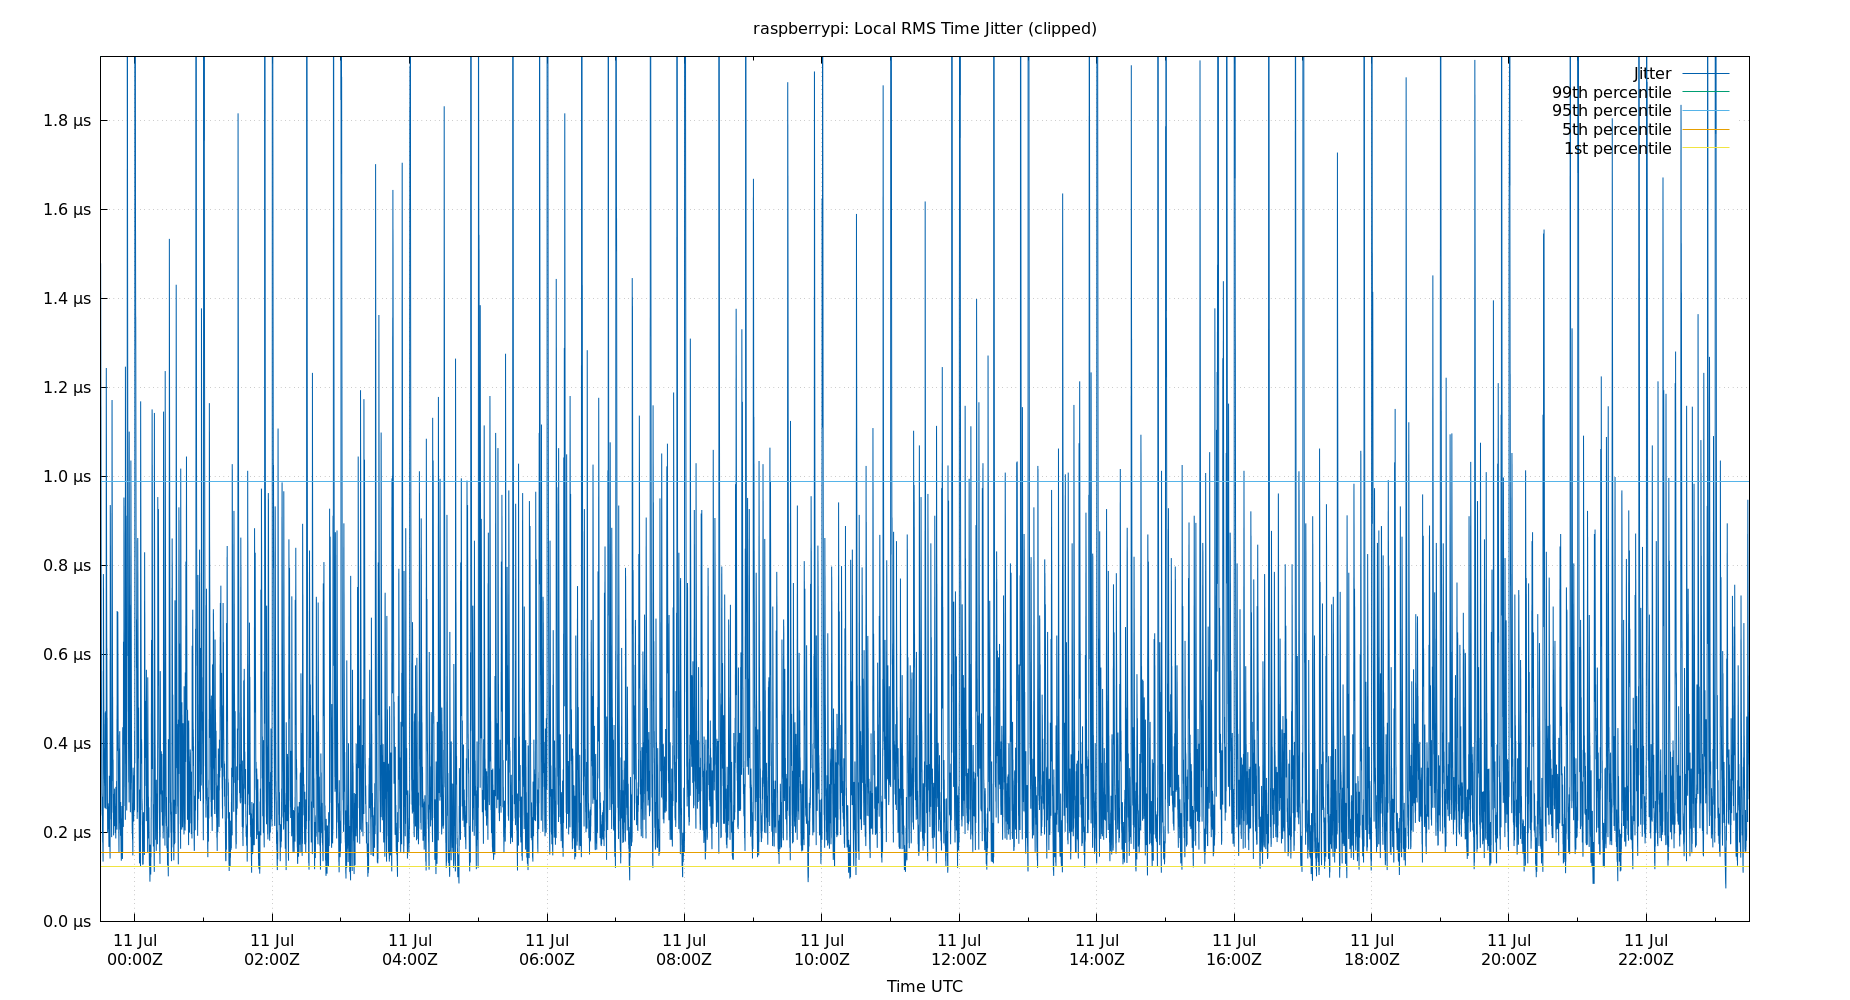 raspberrypi: Local RMS Time Jitter (clipped)
Jitter
99th percentile
95th percentile
5th percentile
1st percentile
1.8 µs
1.6 µs
1.4 µs
1.2 µs
1.0 µs
0.8 µs
0.6 µs
0.4 µs
0.2 µs
0.0 µs
11 Jul 11 Jul 11 Jul 11 Jul 11 Jul 11 Jul 11 Jul 11 Jul 11 Jul 11 Jul 11 Jul 11 Jul
00:00Z 02:00Z 04:00Z 06:00Z 08:00Z 10:00Z 12:00Z 14:00Z 16:00Z 18:00Z 20:00Z 22:00Z
Time UTC